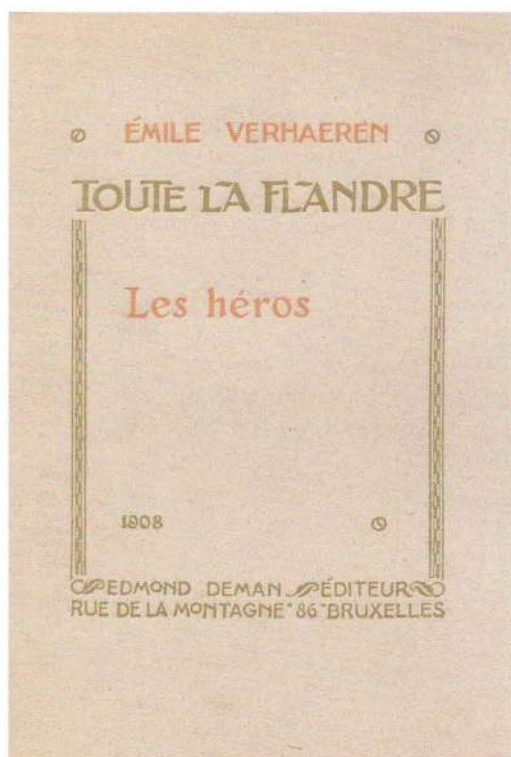 ÉMILE VERHAEREN
TOUTE LA FLANDRE
Les héros
1908
EDMOND DEMAN ÉDITEUR
RUE DE LA MONTAGNE "86" BRUXELLES